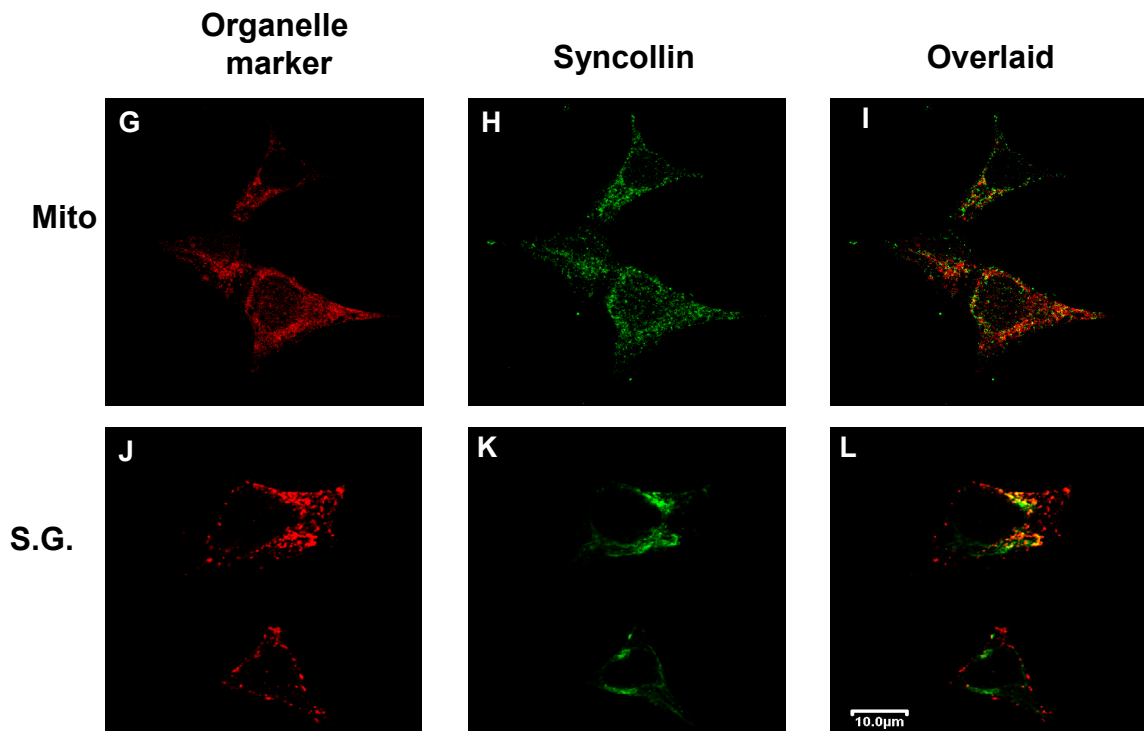 Organelle
marker
Syncollin
Overlaid
Mito
G
H
I
S.G.
J
K
L
10.0µm